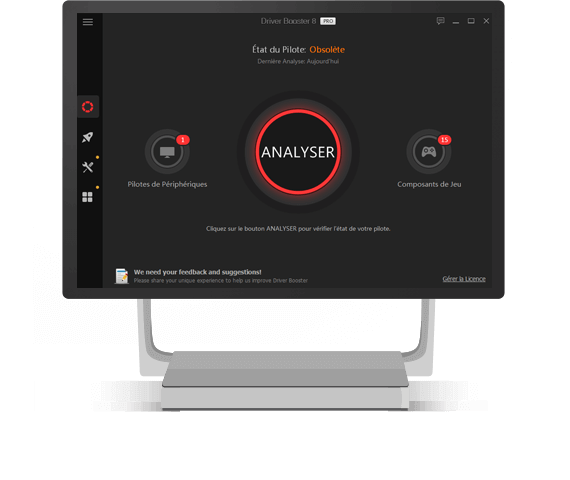 Driver Booster 8 PRO
État du Pilote: Obsolète
Dernière Analyse: Aujourd'hui
1
15
ANALYSER
Pilotes de Périphériques
Composants de Jeu
Cliquez sur le bouton ANALYSER pour vérifier l'état de votre pilote.
We need your feedback and suggestions!
Please share your unique experience to help us improve Driver Booster
Gérer la Licence